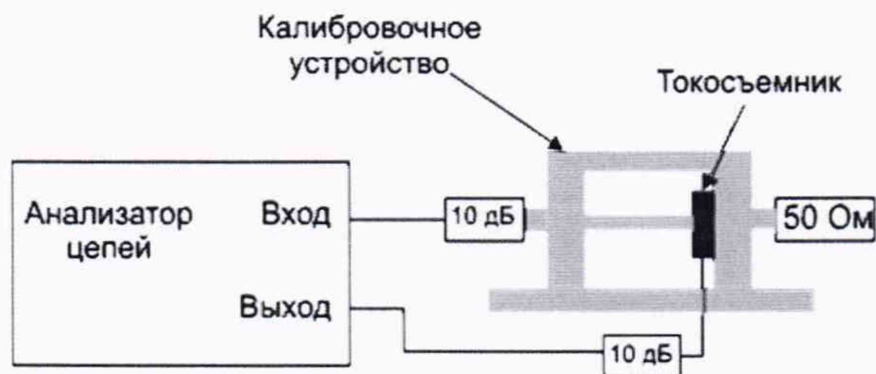 Калибровочное
устройство
Токосъемник
Анализатор
цепей
Вход
10 дБ
50 Ом
Выход
10 дБ